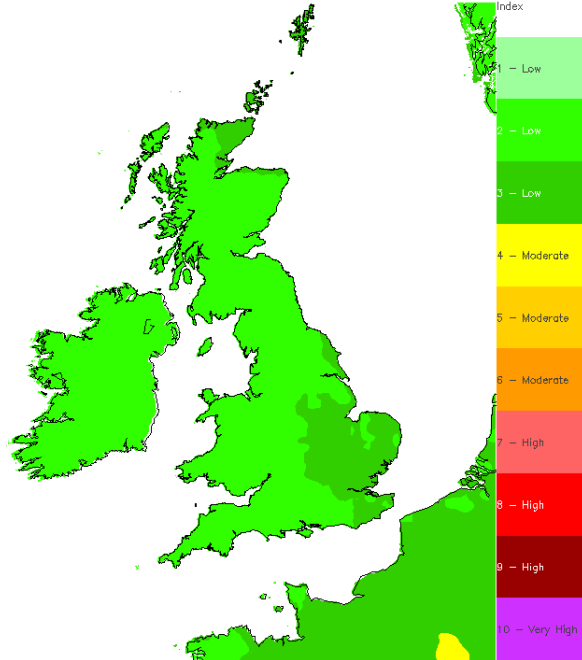 Index
1 - Low
2 - Low
3 - Low
4 - Moderate
5 - Moderate
6 - Moderate
7 - High
8 - High
9 - High
10 - Very High